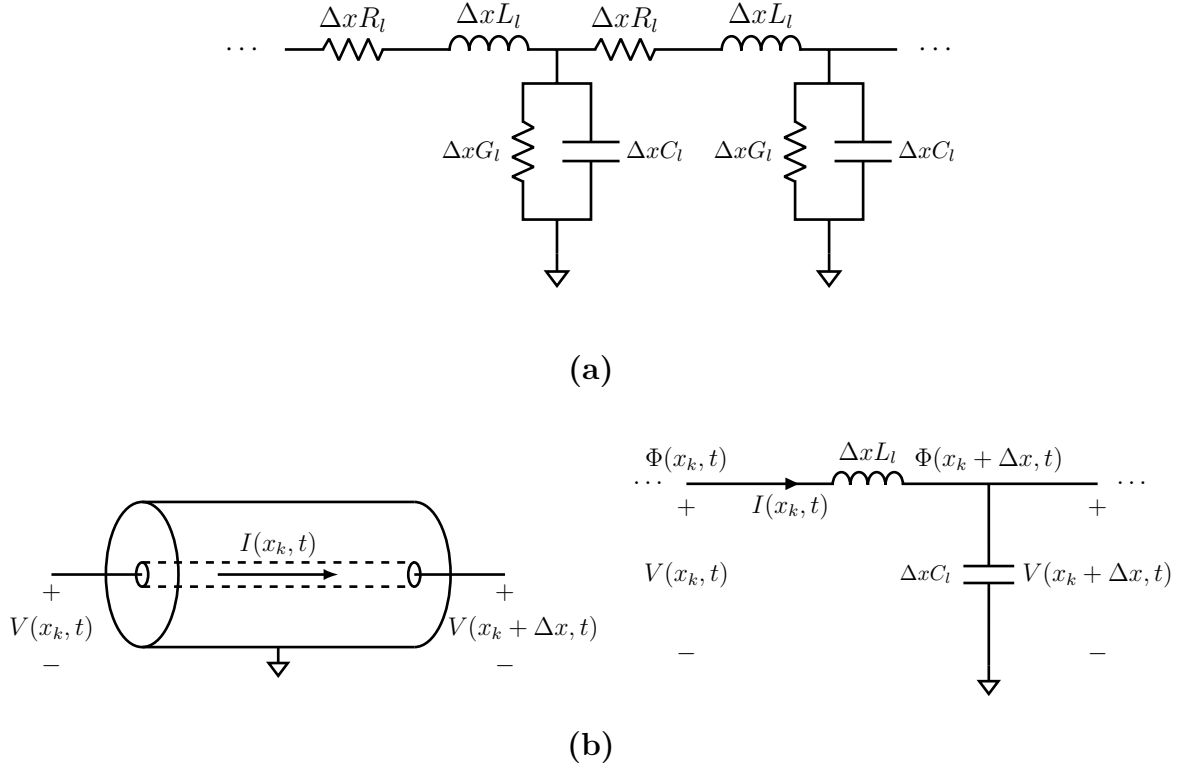 ΔxR_l ΔxL_l ΔxR_l ΔxL_l
··· ···
ΔxG_l ΔxC_l ΔxG_l ΔxC_l
(a)
ΔxL_l
Φ(x_k, t) Φ(x_k + Δx, t)
··· ···
+ I(x_k, t) +
I(x_k, t)
V(x_k, t) ΔxC_l V(x_k + Δx, t)
+ +
V(x_k, t) V(x_k + Δx, t)
− − − −
(b)